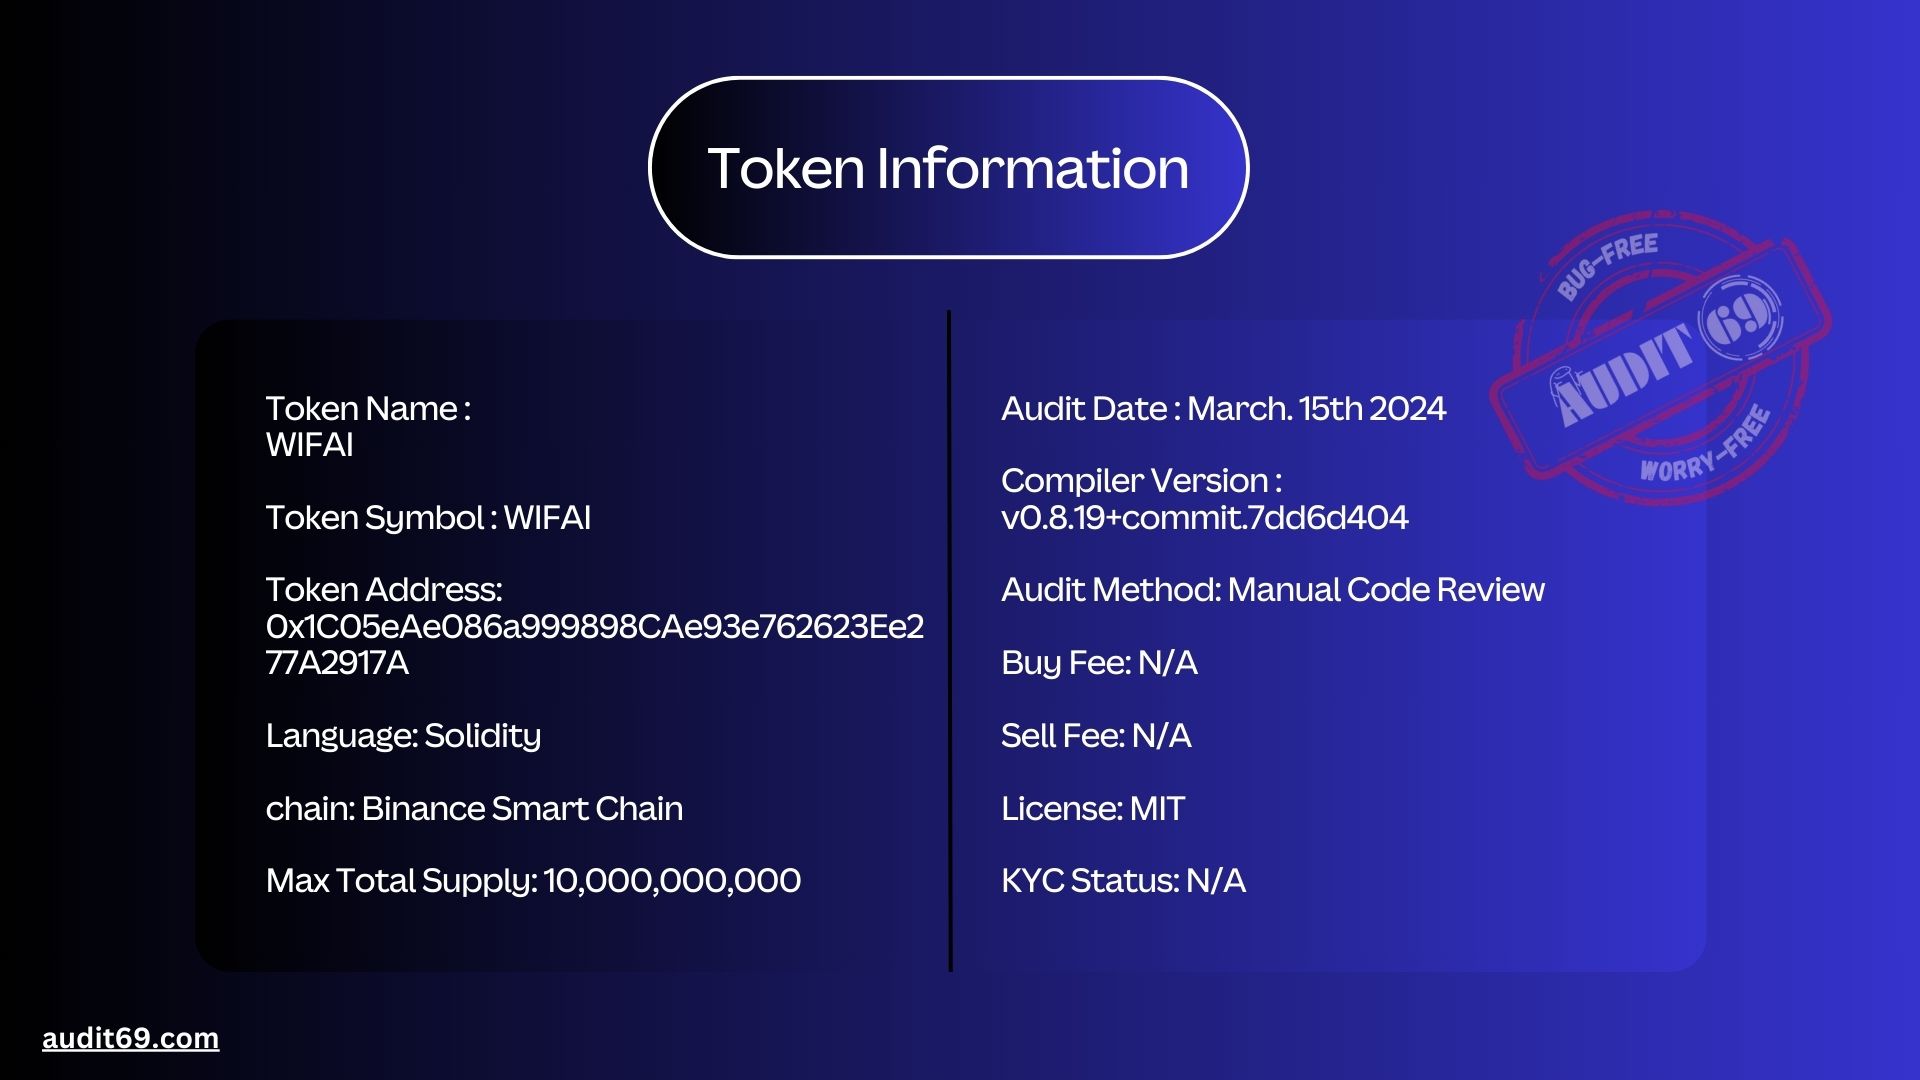 Token Information
BUG-FREE
AUDIT 69
WORRY-FREE
Token Name :
WIFAI
Token Symbol : WIFAI
Token Address:
0x1C05eAe086a999898CAe93e762623Ee2
77A2917A
Language: Solidity
chain: Binance Smart Chain
Max Total Supply: 10,000,000,000
Audit Date : March. 15th 2024
Compiler Version :
v0.8.19+commit.7dd6d404
Audit Method: Manual Code Review
Buy Fee: N/A
Sell Fee: N/A
License: MIT
KYC Status: N/A
audit69.com